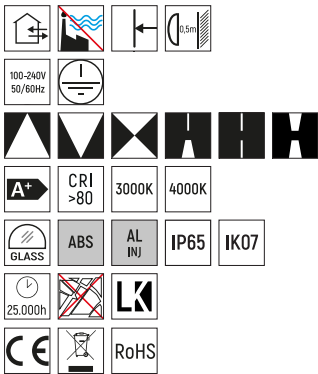 0,5m
100-240V
50/60Hz
A+
CRI
>80
3000K
4000K
GLASS
ABS
AL
INJ
IP65
IK07
25.000h
LK
CE
RoHS